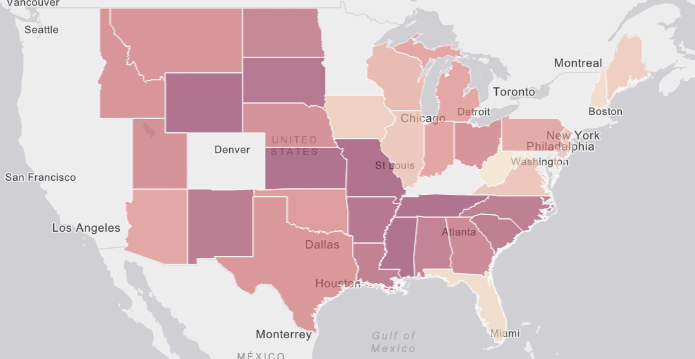 Vancouver
Seattle
Montreal
Toronto
Chicago
Detroit
Boston
UNITED
STATES
Denver
New York
Philadelphia
St Louis
Washington
San Francisco
Los Angeles
Atlanta
Dallas
Houston
Monterrey
Gulf of
Mexico
Miami
MÉXICO